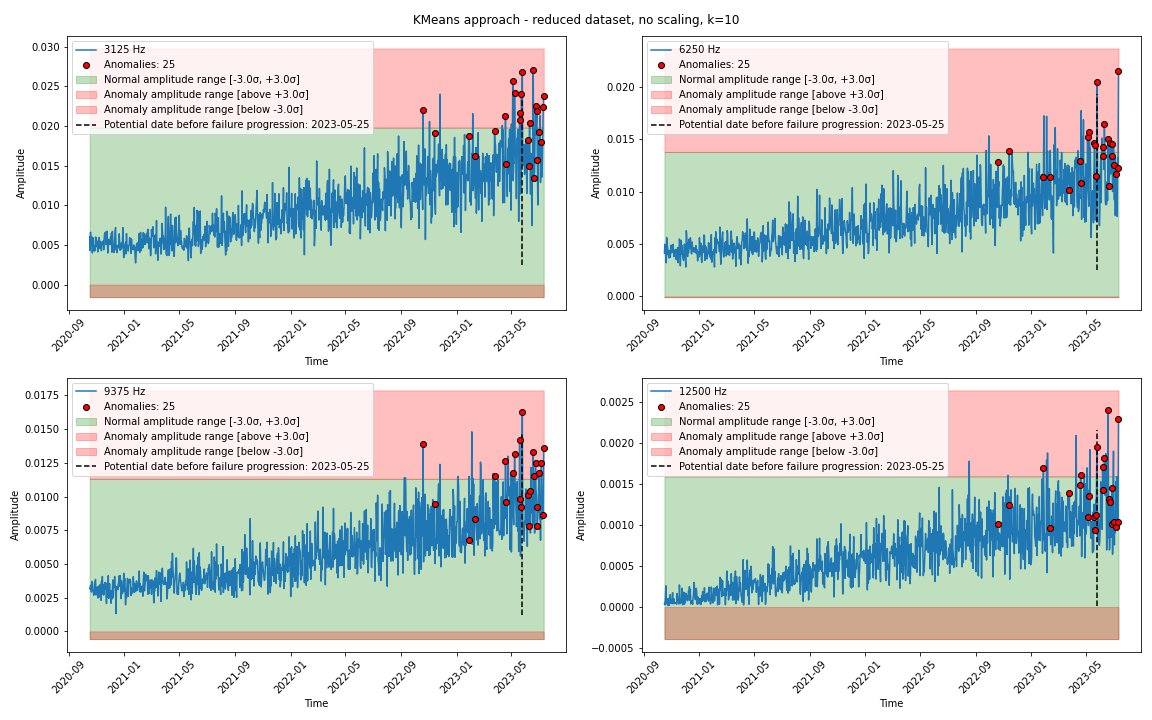 KMeans approach - reduced dataset, no scaling, k=10
3125 Hz
Anomalies: 25
Normal amplitude range [-3.0σ, +3.0σ]
Anomaly amplitude range [above +3.0σ]
Anomaly amplitude range [below -3.0σ]
Potential date before failure progression: 2023-05-25
Amplitude
0.030
0.025
0.020
0.015
0.010
0.005
0.000
2020-09
2021-01
2021-05
2021-09
2022-01
2022-05
2022-09
2023-01
2023-05
Time
6250 Hz
Anomalies: 25
Normal amplitude range [-3.0σ, +3.0σ]
Anomaly amplitude range [above +3.0σ]
Anomaly amplitude range [below -3.0σ]
Potential date before failure progression: 2023-05-25
Amplitude
0.020
0.015
0.010
0.005
0.000
2020-09
2021-01
2021-05
2021-09
2022-01
2022-05
2022-09
2023-01
2023-05
Time
9375 Hz
Anomalies: 25
Normal amplitude range [-3.0σ, +3.0σ]
Anomaly amplitude range [above +3.0σ]
Anomaly amplitude range [below -3.0σ]
Potential date before failure progression: 2023-05-25
Amplitude
0.0175
0.0150
0.0125
0.0100
0.0075
0.0050
0.0025
0.0000
2020-09
2021-01
2021-05
2021-09
2022-01
2022-05
2022-09
2023-01
2023-05
Time
12500 Hz
Anomalies: 25
Normal amplitude range [-3.0σ, +3.0σ]
Anomaly amplitude range [above +3.0σ]
Anomaly amplitude range [below -3.0σ]
Potential date before failure progression: 2023-05-25
Amplitude
0.0025
0.0020
0.0015
0.0010
0.0005
0.0000
−0.0005
2020-09
2021-01
2021-05
2021-09
2022-01
2022-05
2022-09
2023-01
2023-05
Time